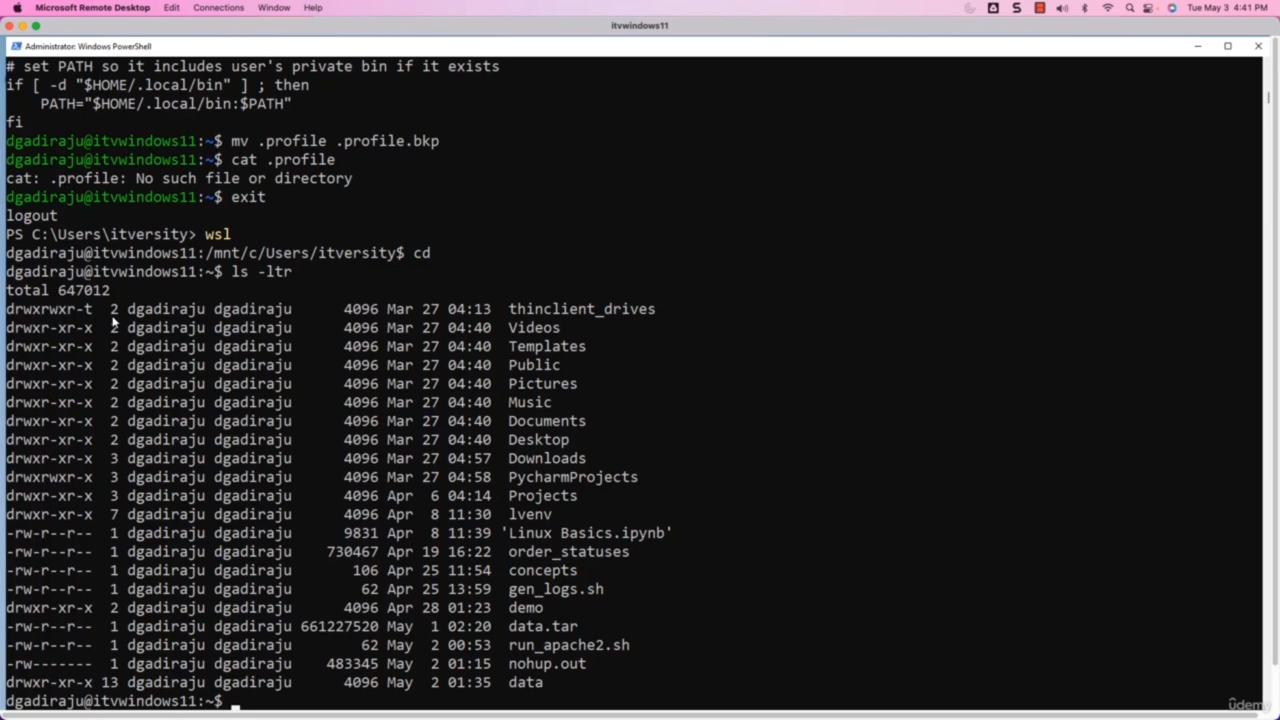 Microsoft Remote Desktop Edit Connections Window Help Tue May 3 4:41 PM
itvwindows11
Administrator: Windows PowerShell
# set PATH so it includes user's private bin if it exists
if [ -d "$HOME/.local/bin" ] ; then
    PATH="$HOME/.local/bin:$PATH"
fi
dgadiraju@itvwindows11:~$ mv .profile .profile.bkp
dgadiraju@itvwindows11:~$ cat .profile
cat: .profile: No such file or directory
dgadiraju@itvwindows11:~$ exit
logout
PS C:\Users\itversity> wsl
dgadiraju@itvwindows11:/mnt/c/Users/itversity$ cd
dgadiraju@itvwindows11:~$ ls -ltr
total 647012
drwxrwxr-t  2 dgadiraju dgadiraju      4096 Mar 27 04:13  thinclient_drives
drwxr-xr-x  2 dgadiraju dgadiraju      4096 Mar 27 04:40  Videos
drwxr-xr-x  2 dgadiraju dgadiraju      4096 Mar 27 04:40  Templates
drwxr-xr-x  2 dgadiraju dgadiraju      4096 Mar 27 04:40  Public
drwxr-xr-x  2 dgadiraju dgadiraju      4096 Mar 27 04:40  Pictures
drwxr-xr-x  2 dgadiraju dgadiraju      4096 Mar 27 04:40  Music
drwxr-xr-x  2 dgadiraju dgadiraju      4096 Mar 27 04:40  Documents
drwxr-xr-x  2 dgadiraju dgadiraju      4096 Mar 27 04:40  Desktop
drwxr-xr-x  3 dgadiraju dgadiraju      4096 Mar 27 04:57  Downloads
drwxrwxr-x  3 dgadiraju dgadiraju      4096 Mar 27 04:58  PycharmProjects
drwxr-xr-x  3 dgadiraju dgadiraju      4096 Apr  6 04:14  Projects
drwxr-xr-x  7 dgadiraju dgadiraju      4096 Apr  8 11:30  lvenv
-rw-r--r--  1 dgadiraju dgadiraju      9831 Apr  8 11:39 'Linux Basics.ipynb'
-rw-r--r--  1 dgadiraju dgadiraju    730467 Apr 19 16:22  order_statuses
-rw-r--r--  1 dgadiraju dgadiraju       106 Apr 25 11:54  concepts
-rw-r--r--  1 dgadiraju dgadiraju        62 Apr 25 13:59  gen_logs.sh
drwxr-xr-x  2 dgadiraju dgadiraju      4096 Apr 28 01:23  demo
-rw-r--r--  1 dgadiraju dgadiraju 661227520 May  1 02:20  data.tar
-rw-r--r--  1 dgadiraju dgadiraju        62 May  2 00:53  run_apache2.sh
-rw-------  1 dgadiraju dgadiraju    483345 May  2 01:15  nohup.out
drwxr-xr-x 13 dgadiraju dgadiraju      4096 May  2 01:35  data
dgadiraju@itvwindows11:~$
ûdemy